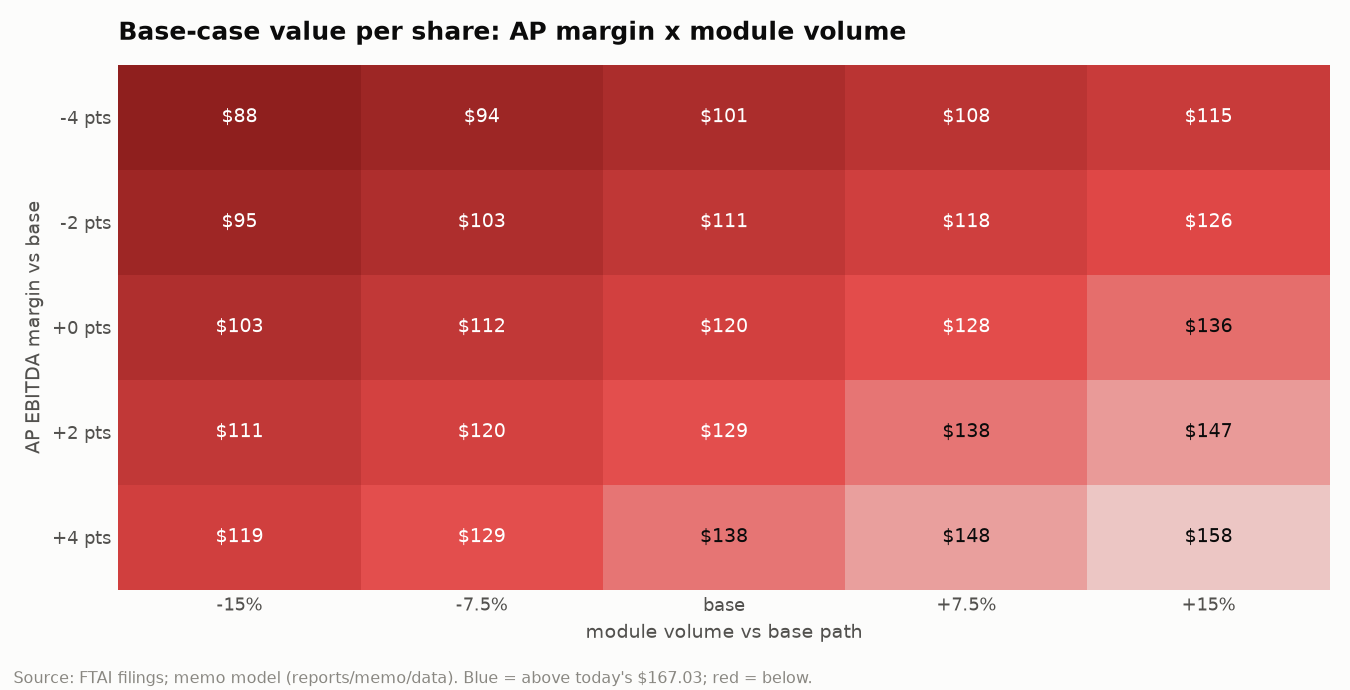 Base-case value per share: AP margin x module volume
AP EBITDA margin vs base
-4 pts $88 $94 $101 $108 $115
-2 pts $95 $103 $111 $118 $126
+0 pts $103 $112 $120 $128 $136
+2 pts $111 $120 $129 $138 $147
+4 pts $119 $129 $138 $148 $158
-15% -7.5% base +7.5% +15%
module volume vs base path
Source: FTAI filings; memo model (reports/memo/data). Blue = above today's $167.03; red = below.